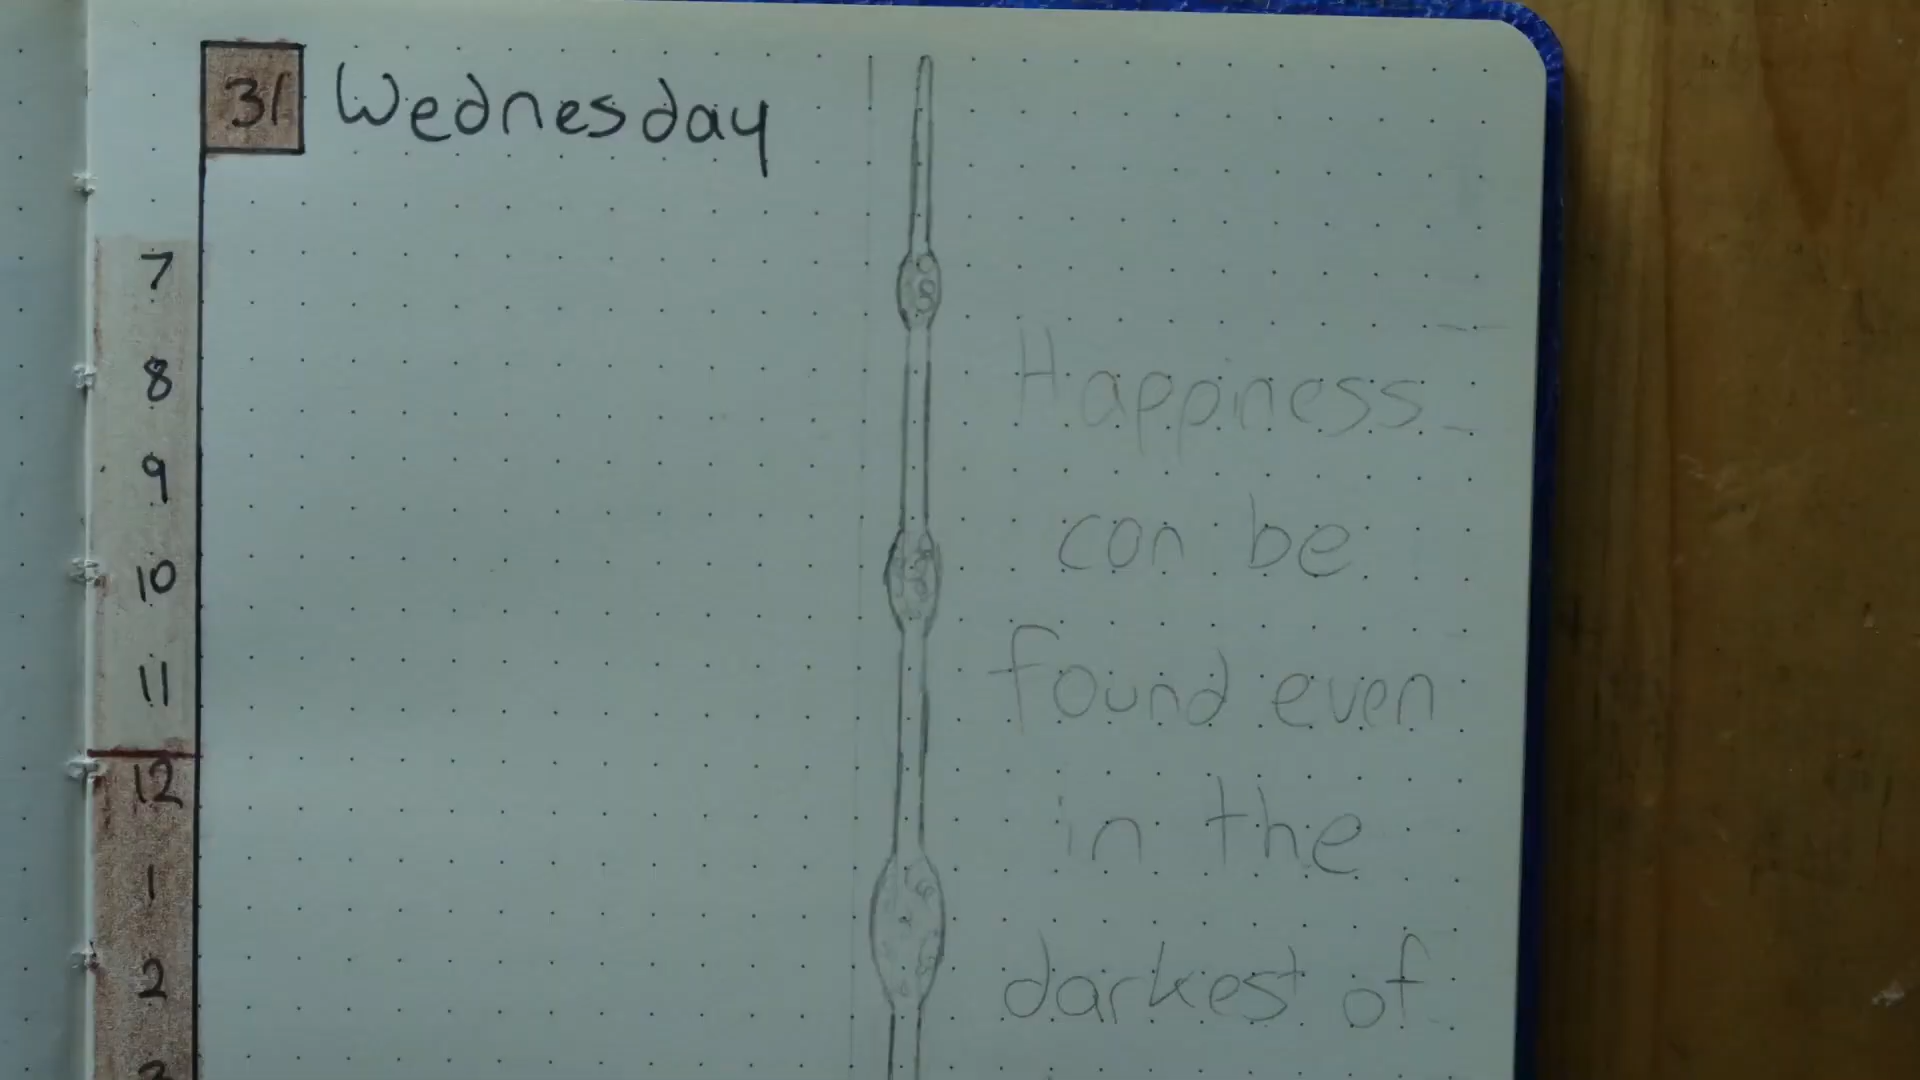 31 Wednesday
7
8
9
10
11
12
1
2
3
Happiness
can be
found even
in the
darkest of